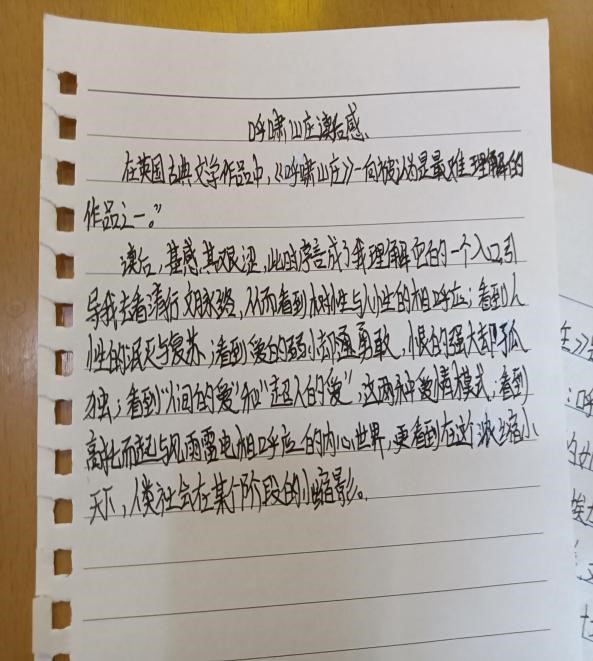 呼啸山庄读后感
在英国古典文学作品中,《呼啸山庄》一向被认为是最难理解的
作品之一。"
读后,甚感其艰涩,此时序言成了我理解它的一个入口,引
导我去看清行文脉络,从而看到树性与人性的相呼应;看到人
性的泯灭与复苏;看到爱的弱小却通勇敢,恨的强大却孤
独;看到"人间的爱"和"超人的爱",这两种爱情模式;看到
高扎而起与风雨雷电相呼应的内心世界,更看到在这浓缩小
天下,人类社会在某个阶段的小缩影。